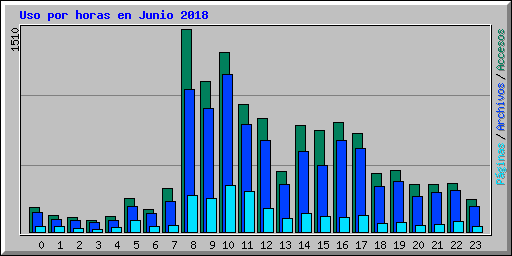 Uso por horas en Junio 2018
1510
Páginas / Archivos / Accesos
0 1 2 3 4 5 6 7 8 9 10 11 12 13 14 15 16 17 18 19 20 21 22 23